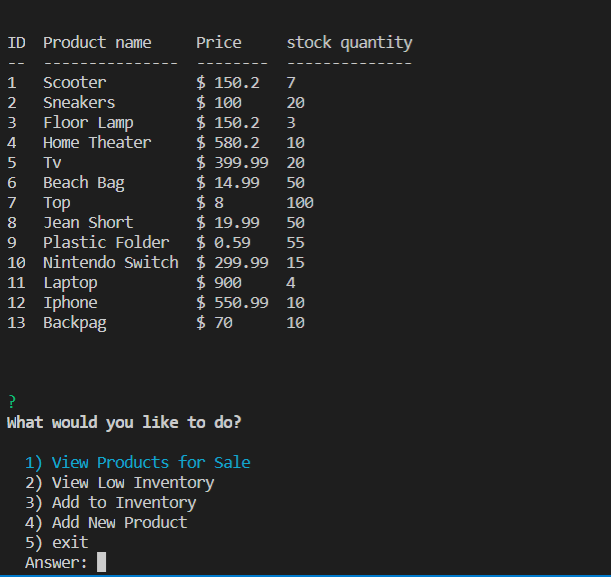 ID  Product name     Price     stock quantity
--  ---------------  --------  --------------
1   Scooter          $ 150.2   7
2   Sneakers         $ 100     20
3   Floor Lamp       $ 150.2   3
4   Home Theater     $ 580.2   10
5   Tv               $ 399.99  20
6   Beach Bag        $ 14.99   50
7   Top              $ 8       100
8   Jean Short       $ 19.99   50
9   Plastic Folder   $ 0.59    55
10  Nintendo Switch  $ 299.99  15
11  Laptop           $ 900     4
12  Iphone           $ 550.99  10
13  Backpag          $ 70      10
?
What would you like to do?
1) View Products for Sale
2) View Low Inventory
3) Add to Inventory
4) Add New Product
5) exit
Answer: